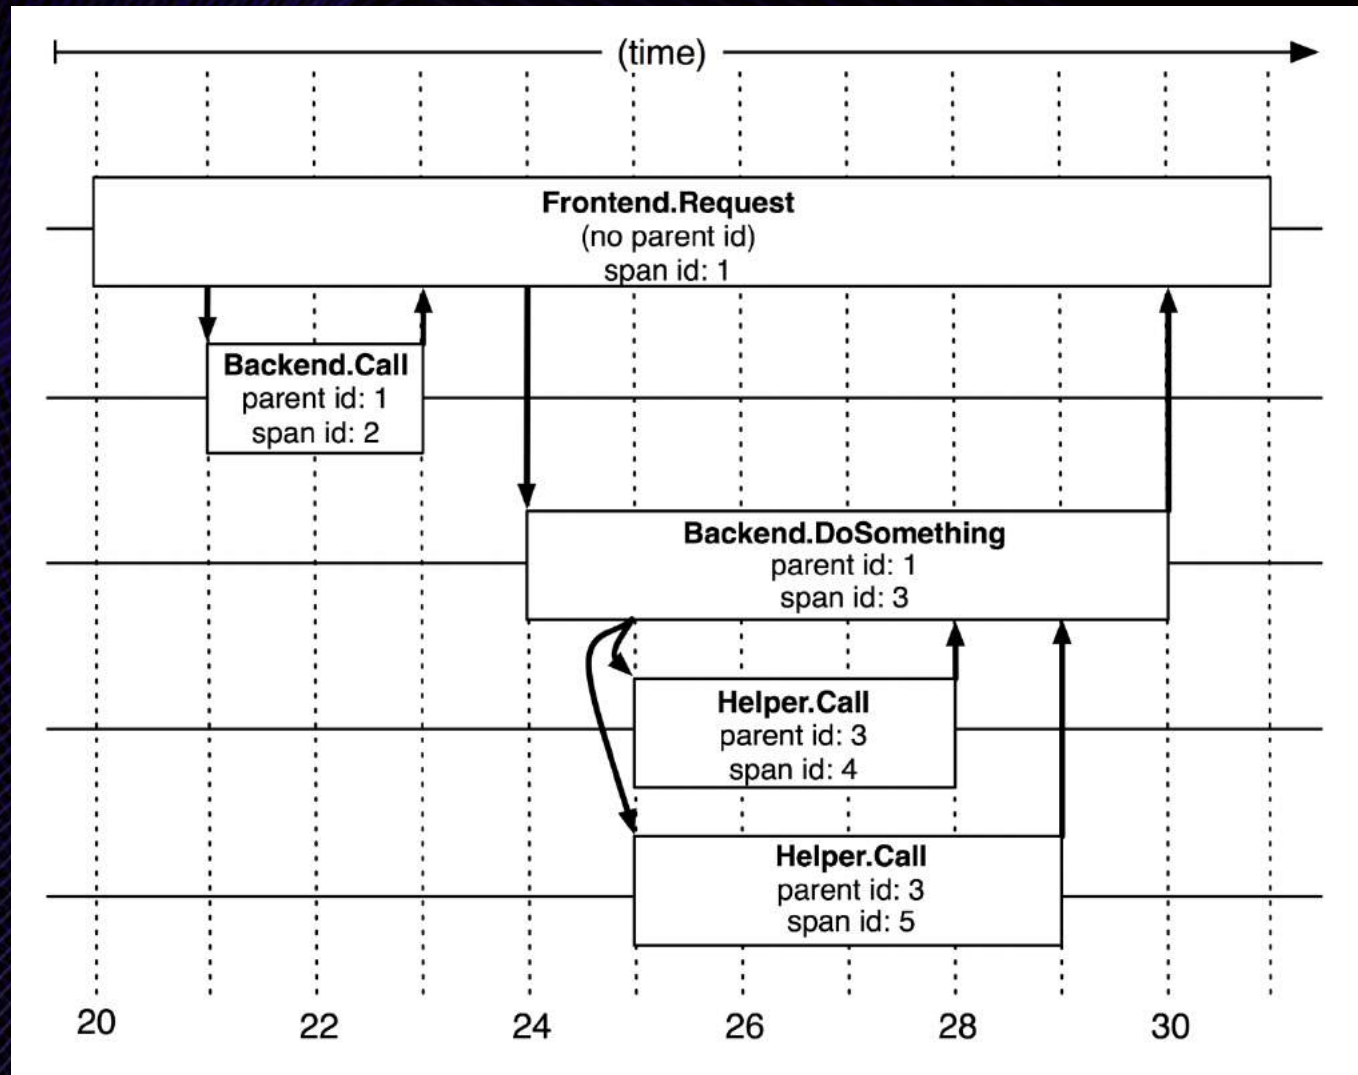 (time)
Frontend.Request
(no parent id)
span id: 1
Backend.Call
parent id: 1
span id: 2
Backend.DoSomething
parent id: 1
span id: 3
Helper.Call
parent id: 3
span id: 4
Helper.Call
parent id: 3
span id: 5
20 22 24 26 28 30